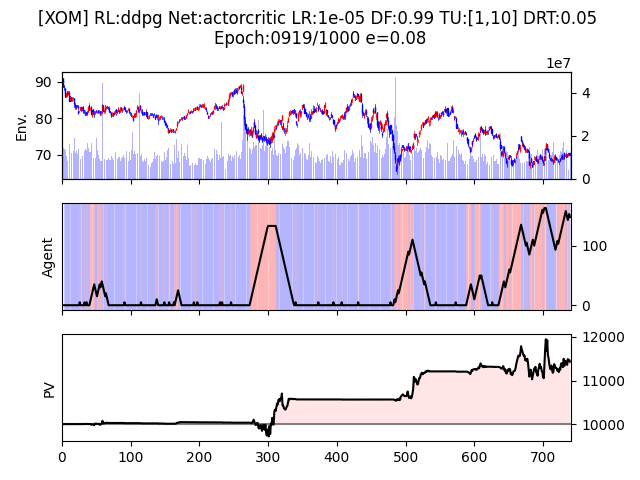 [XOM] RL:ddpg Net:actorcritic LR:1e-05 DF:0.99 TU:[1,10] DRT:0.05
Epoch:0919/1000 e=0.08
1e7
90
80
70
Env.
4
2
0
Agent
100
0
PV
12000
11000
10000
0 100 200 300 400 500 600 700